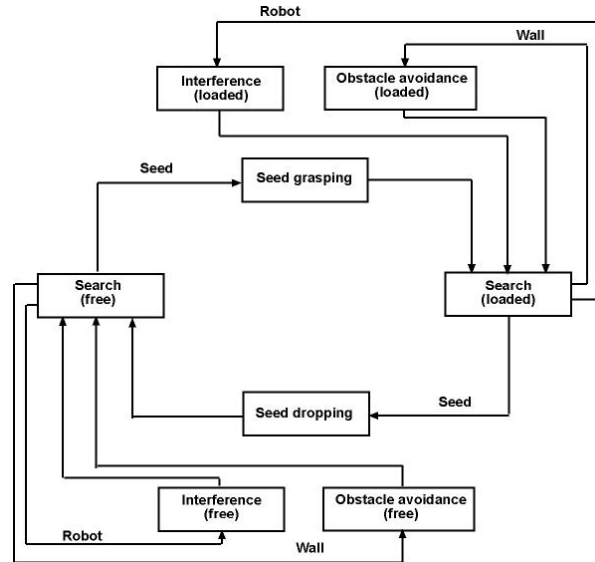 Robot
Wall
Interference
(loaded)
Obstacle avoidance
(loaded)
Seed
Seed grasping
Search
(free)
Search
(loaded)
Seed dropping
Seed
Interference
(free)
Obstacle avoidance
(free)
Robot
Wall